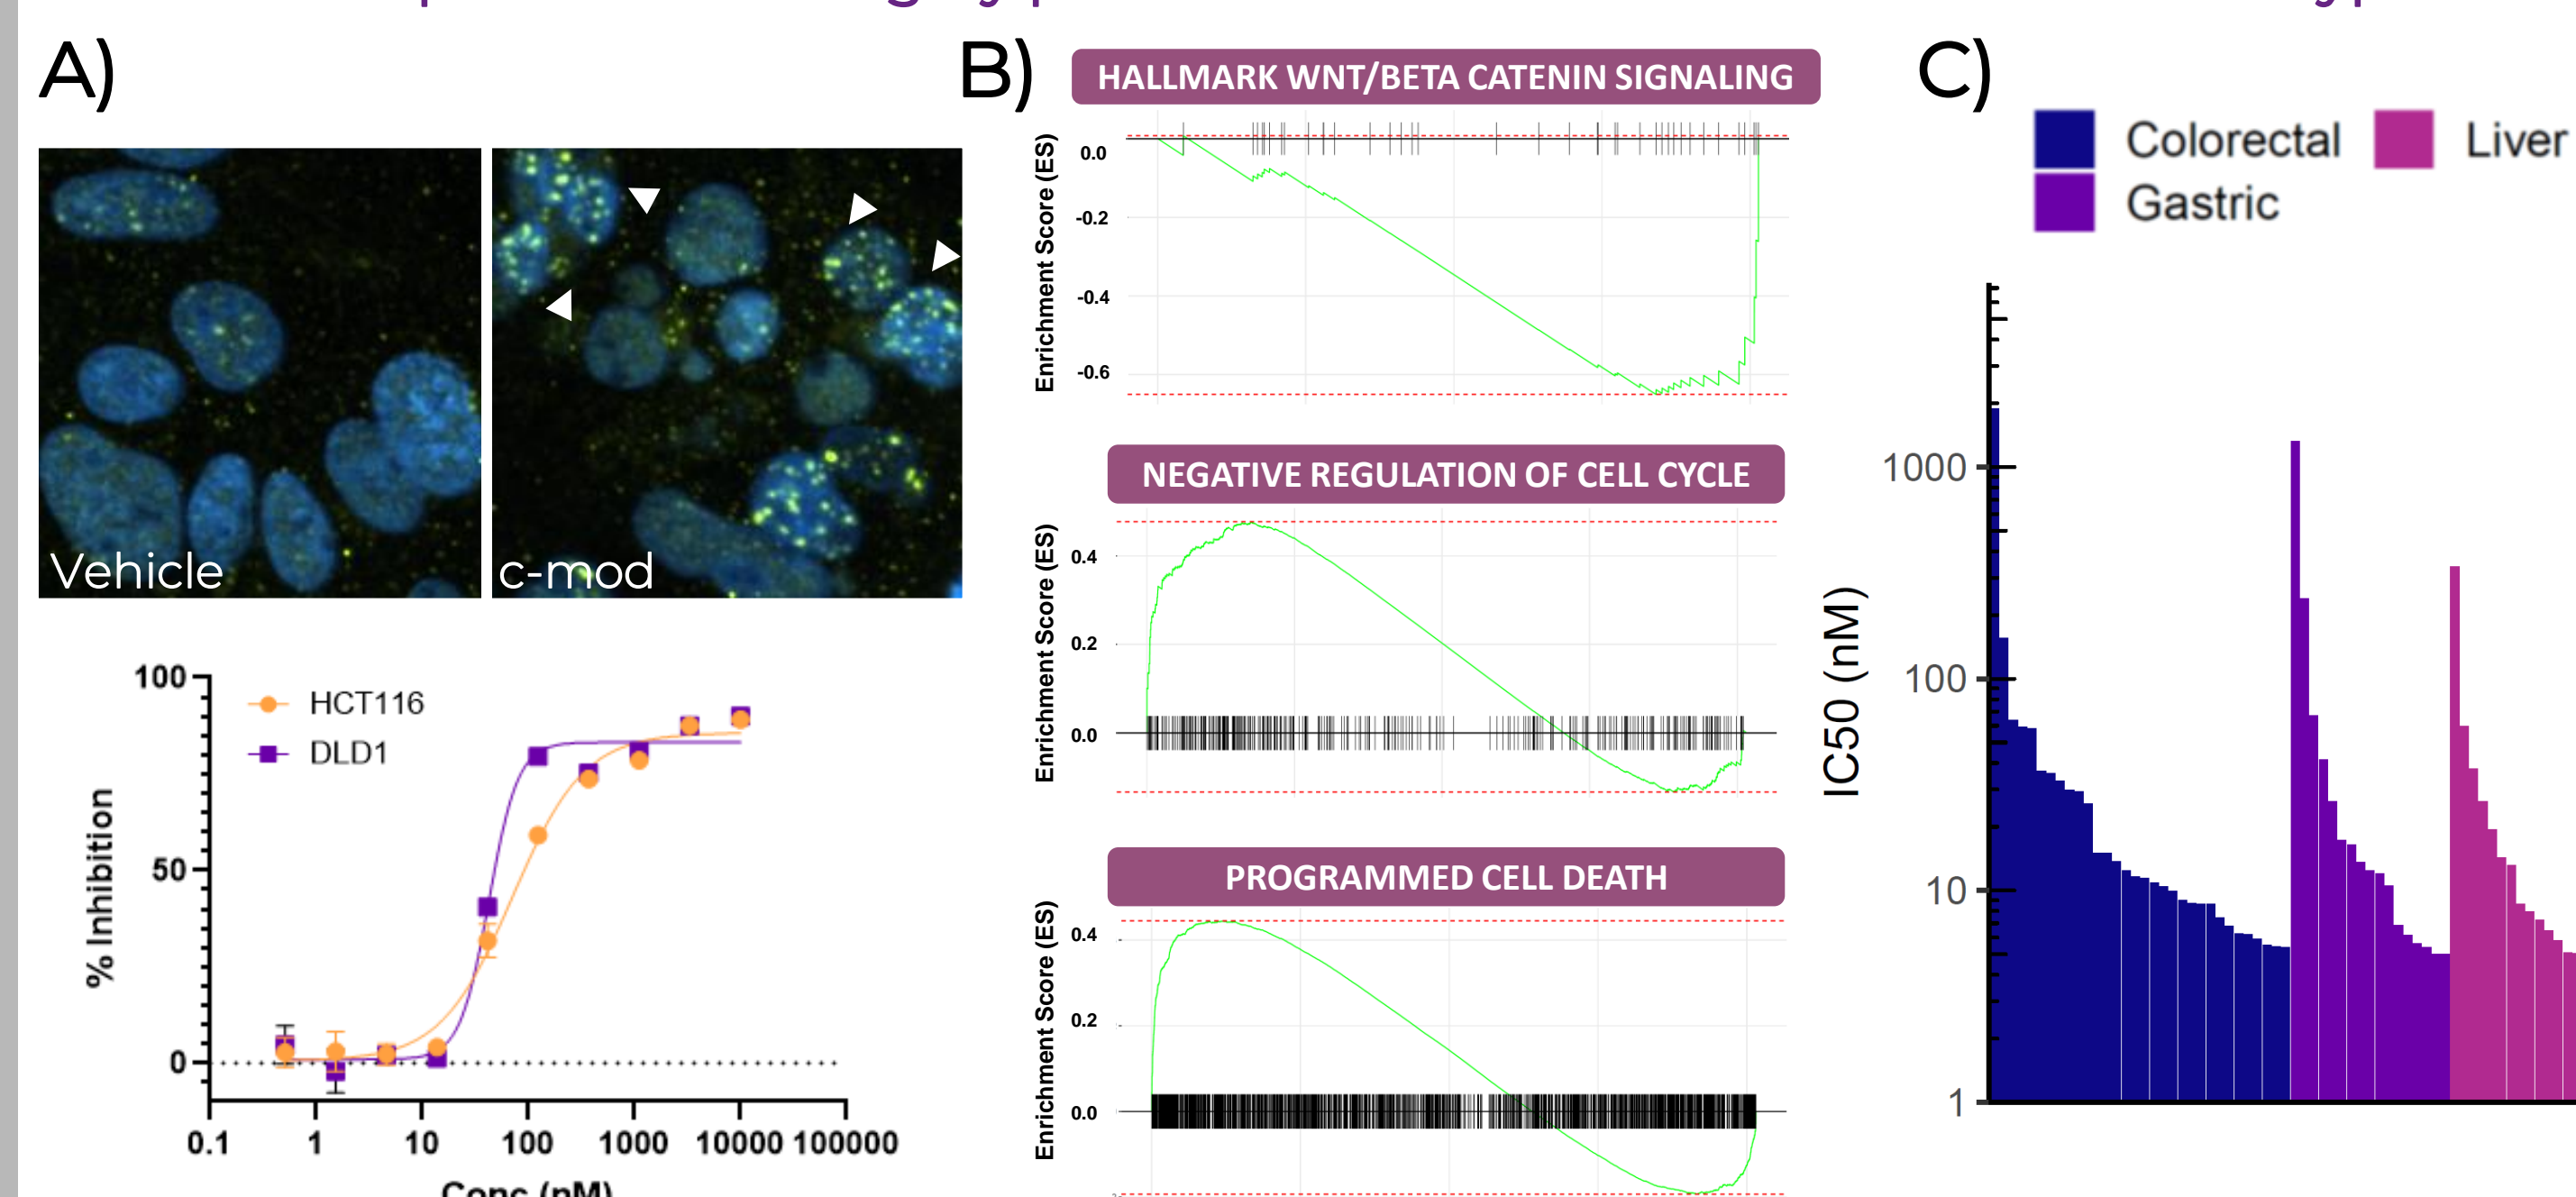 A)
Vehicle
c-mod
100
50
0
% Inhibition
HCT116
DLD1
0.1 1 10 100 1000 10000 100000
Conc (nM)
B)
HALLMARK WNT/BETA CATENIN SIGNALING
Enrichment Score (ES)
0.0
-0.2
-0.4
-0.6
NEGATIVE REGULATION OF CELL CYCLE
Enrichment Score (ES)
0.4
0.2
0.0
PROGRAMMED CELL DEATH
Enrichment Score (ES)
0.4
0.2
0.0
C)
Colorectal
Liver
Gastric
IC50 (nM)
1000
100
10
1